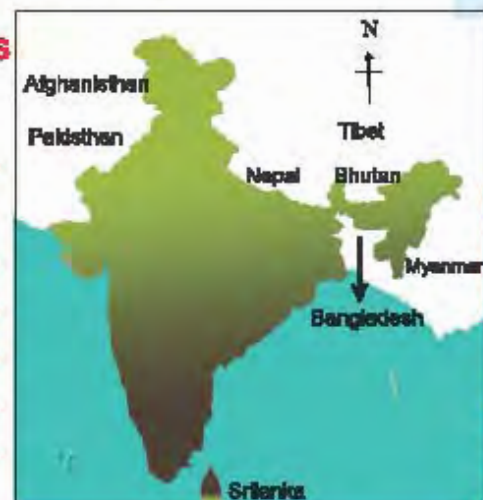 s
N
Afghanisthan
Pakisthan
Tibet
Nepal Bhutan
Myanmar
Bangladesh
Srilanka